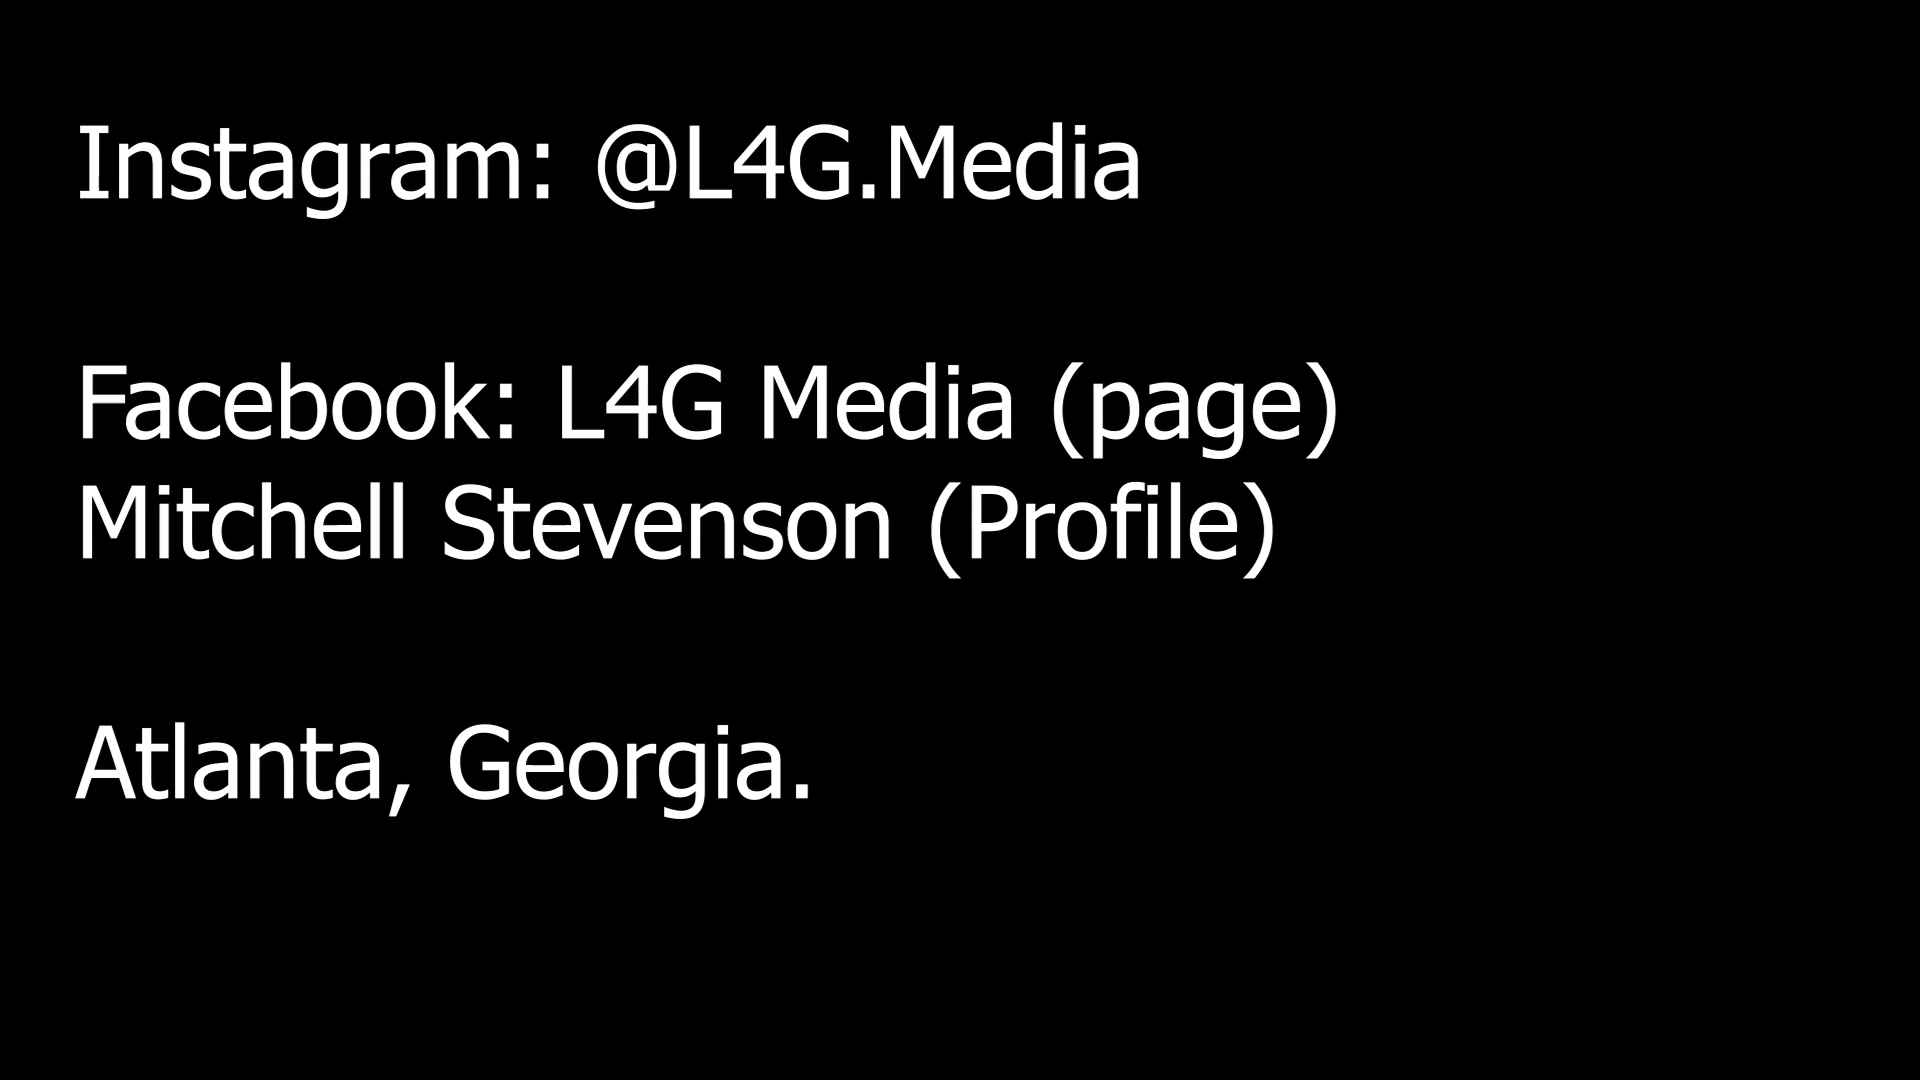 Instagram: @L4G.Media
Facebook: L4G Media (page)
Mitchell Stevenson (Profile)
Atlanta, Georgia.